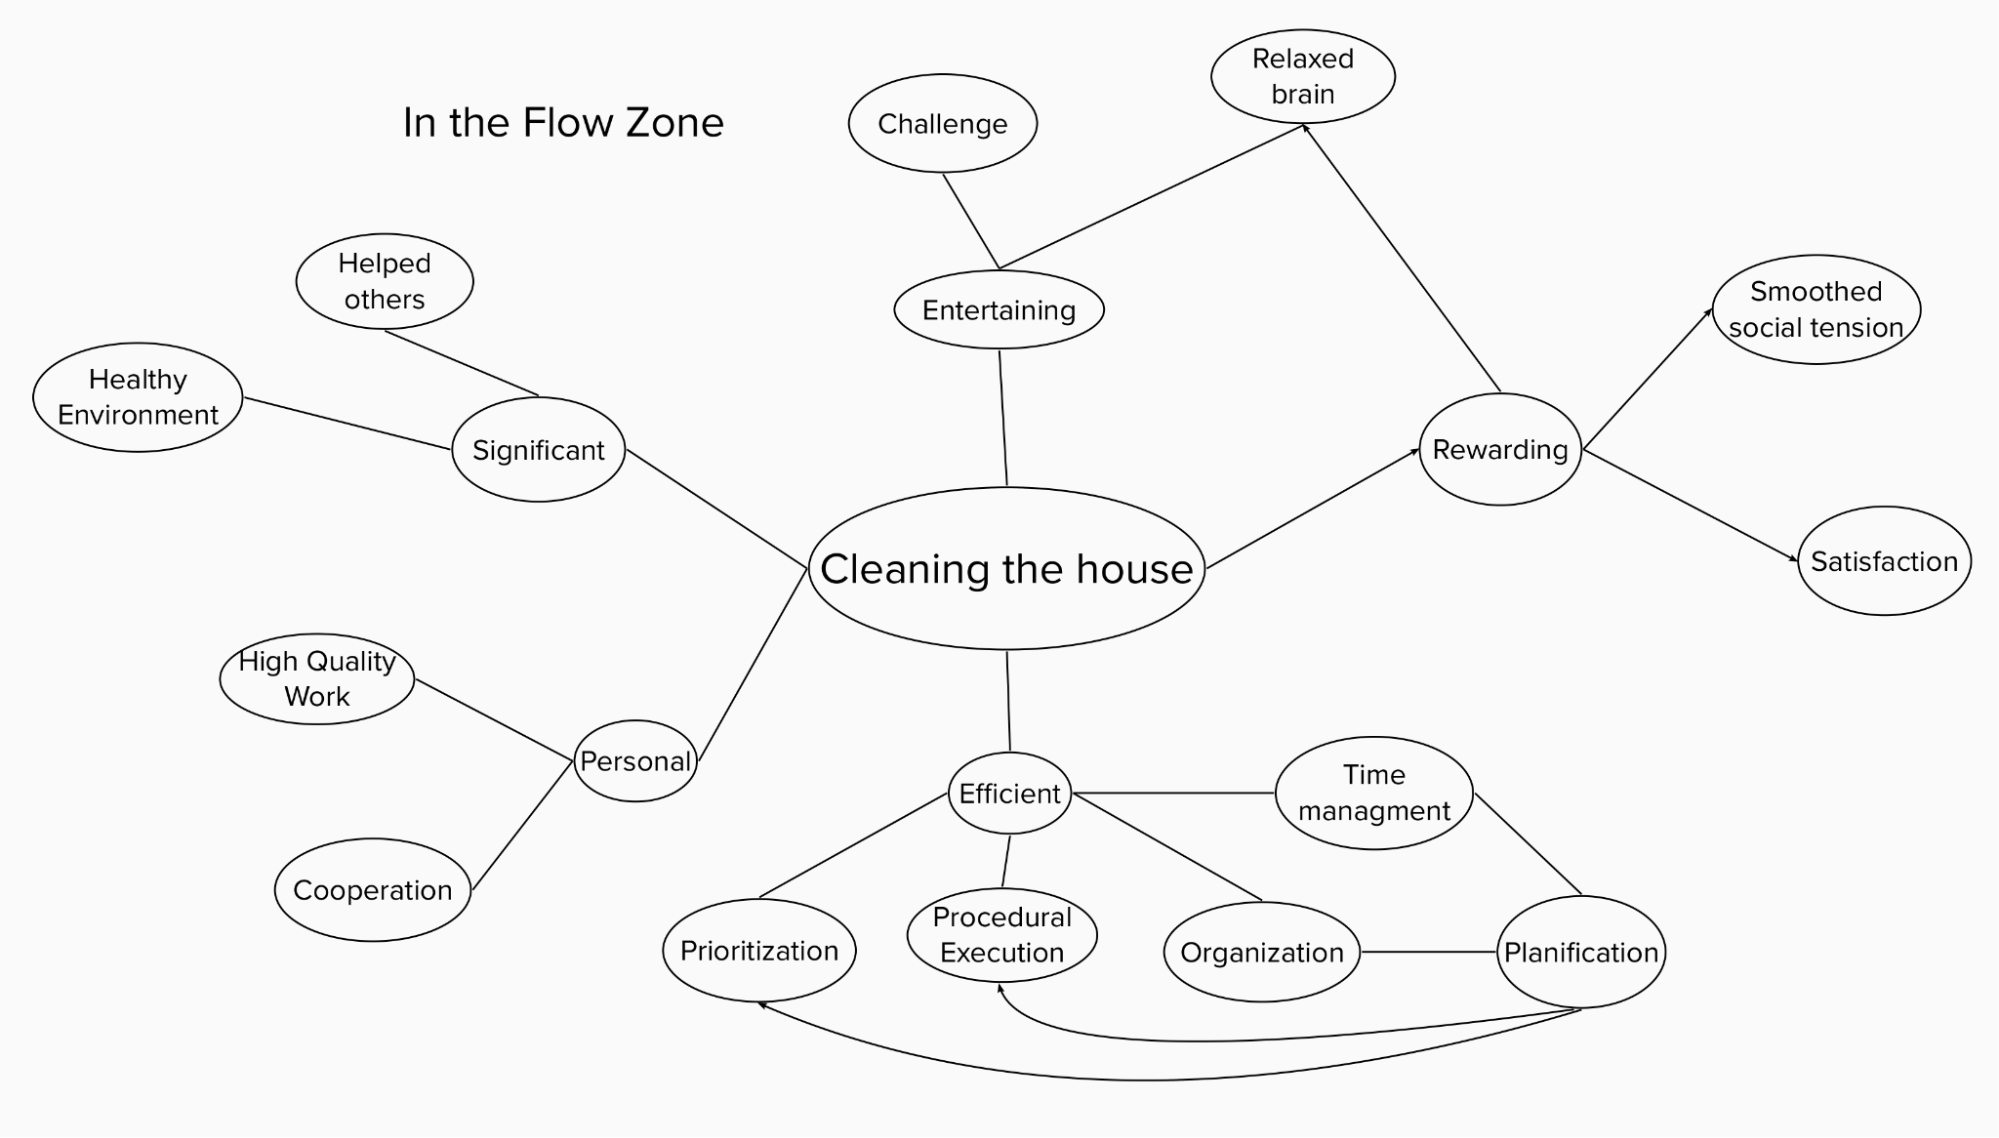 In the Flow Zone
Challenge
Relaxed
brain
Helped
others
Healthy
Environment
Entertaining
Smoothed
social tension
Significant
Rewarding
Cleaning the house
Satisfaction
High Quality
Work
Personal
Cooperation
Efficient
Time
managment
Prioritization
Procedural
Execution
Organization
Planification